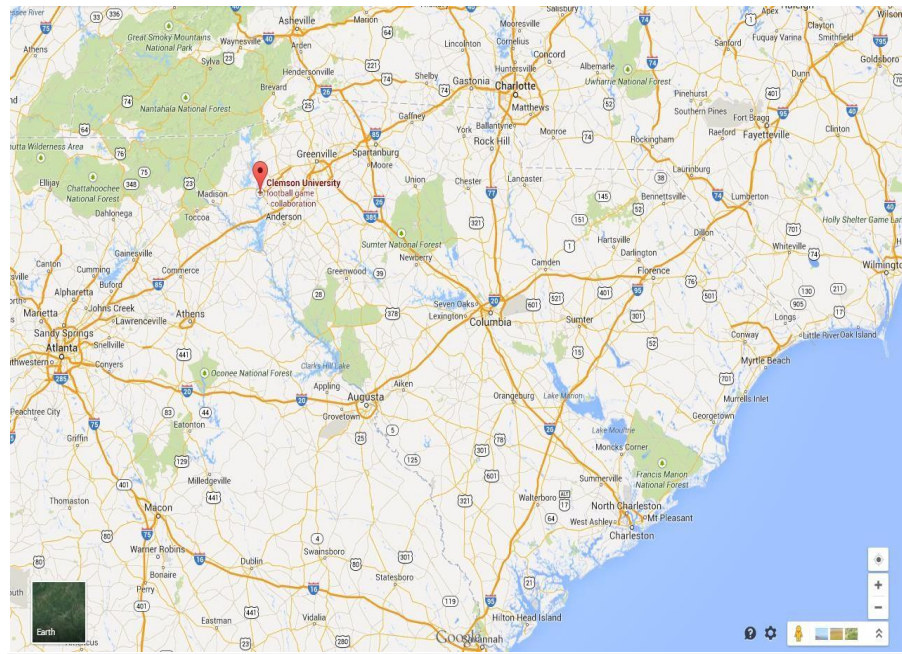 ssee River
Asheville
Marion
Mooresville
Salisbury
Apex
Raleigh
Wilson
Athens
Great Smoky Mountains
National Park
Waynesville
Arden
Lincolnton
Cornelius
Concord
Sanford
Fuquay Varina
Clayton
Smithfield
Sylva
Hendersonville
Huntersville
Albemarle
Goldsboro
Brevard
Shelby
Gastonia
Charlotte
Uwharrie National Forest
Dunn
Nantahala National Forest
Matthews
Pinehurst
Southern Pines
Fort Bragg
Gaffney
York
Ballantyne
Rock Hill
Monroe
Rockingham
Raeford
Fayetteville
Clinton
utta Wilderness Area
Greenville
Spartanburg
Moore
Laurinburg
Ellijay
Chattahoochee
National Forest
Madison
Clemson University
football game
collaboration
Union
Chester
Lancaster
Bennettsville
Lumberton
Dahlonega
Toccoa
Anderson
Holly Shelter Game Lan
Sumter National Forest
Hartsville
Darlington
Dillon
Whiteville
Canton
Gainesville
Cumming
Buford
Commerce
Greenwood
Newberry
Camden
Florence
Wilmington
sville
Alpharetta
Johns Creek
Marietta
Lawrenceville
Athens
Seven Oaks
Lexington
Columbia
Sumter
Longs
Little River
Oak Island
Sandy Springs
Atlanta
Snellville
Conway
Southwestern
Conyers
Oconee National Forest
Clarks Hill Lake
Myrtle Beach
Appling
Aiken
Augusta
Grovetown
Orangeburg
Lake Marion
Murrells Inlet
Peachtree City
Eatonton
Georgetown
Griffin
Lake Moultrie
Moncks Corner
Milledgeville
Francis Marion
National Forest
Thomaston
Summerville
Macon
Walterboro
North Charleston
West Ashley
Mt Pleasant
Charleston
Warner Robins
Swainsboro
Bonaire
Dublin
Perry
Statesboro
Earth
Eastman
Vidalia
Hilton Head Island
Google
Savannah